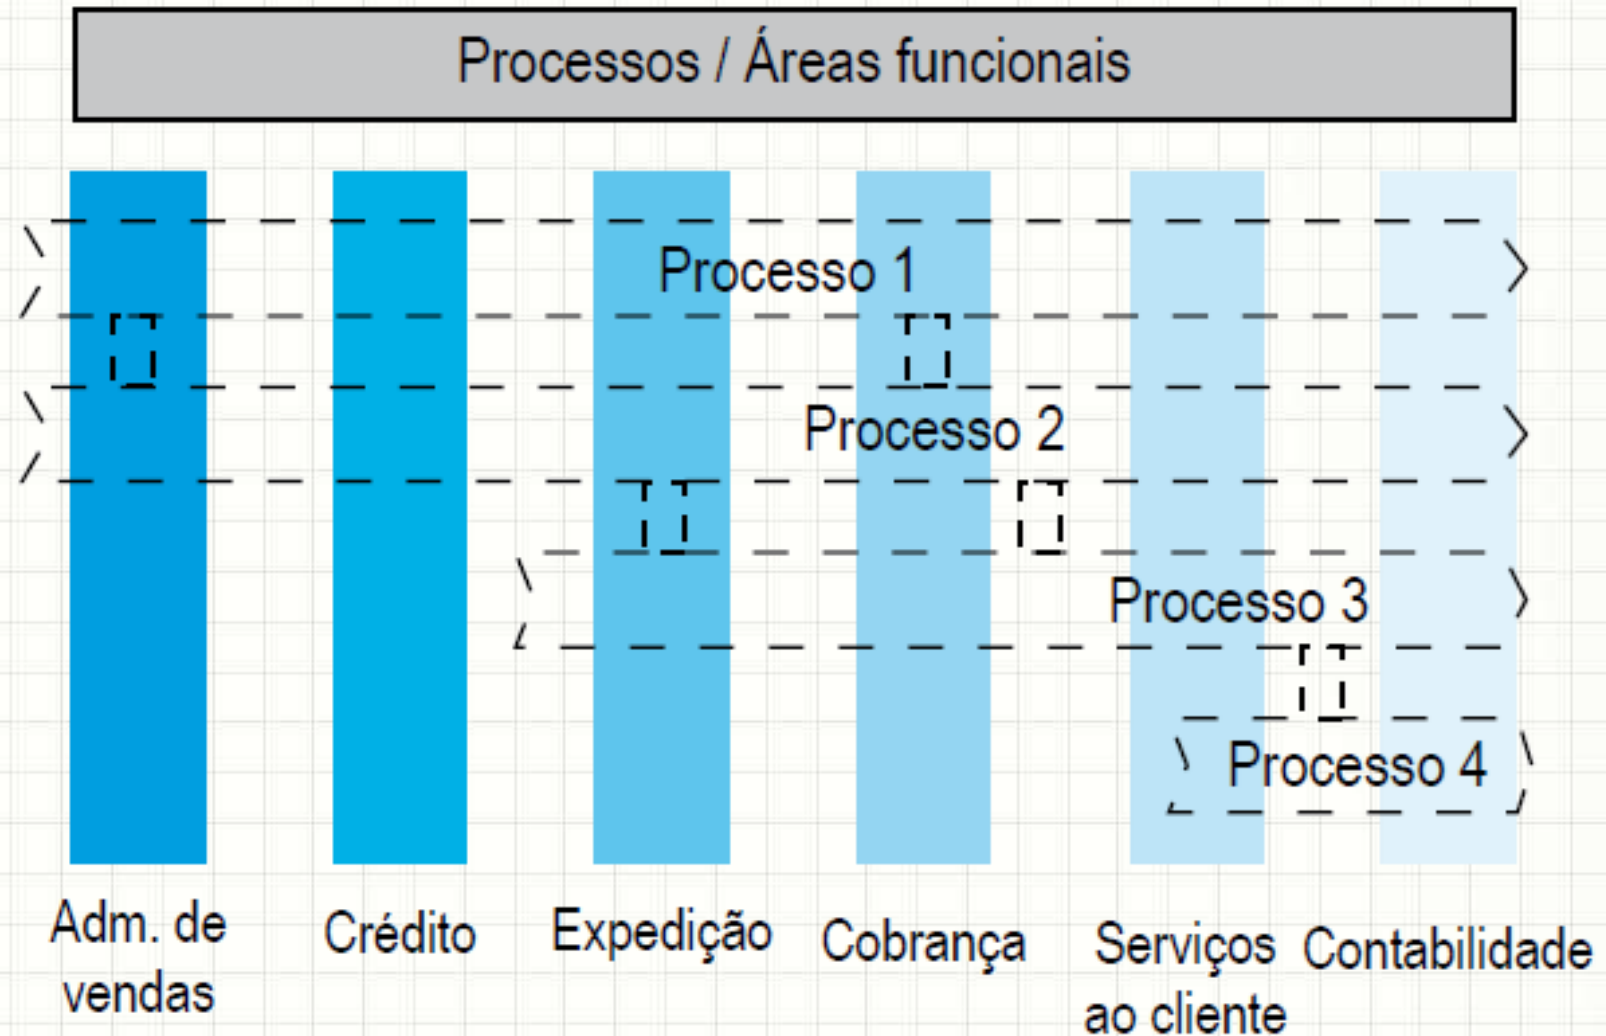 Processos / Áreas funcionais
Processo 1
Processo 2
Processo 3
Processo 4
Adm. de
vendas
Crédito
Expedição
Cobrança
Serviços
ao cliente
Contabilidade